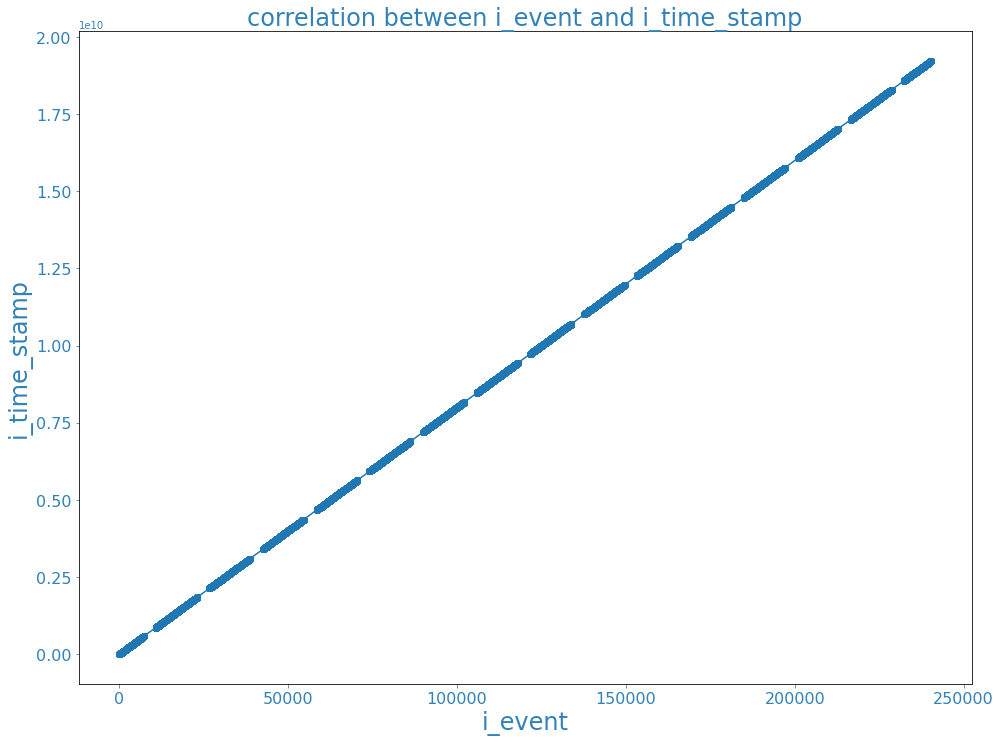 correlation between i_event and i_time_stamp
1e10
2.00
1.75
1.50
1.25
1.00
0.75
0.50
0.25
0.00
i_time_stamp
0 50000 100000 150000 200000 250000
i_event